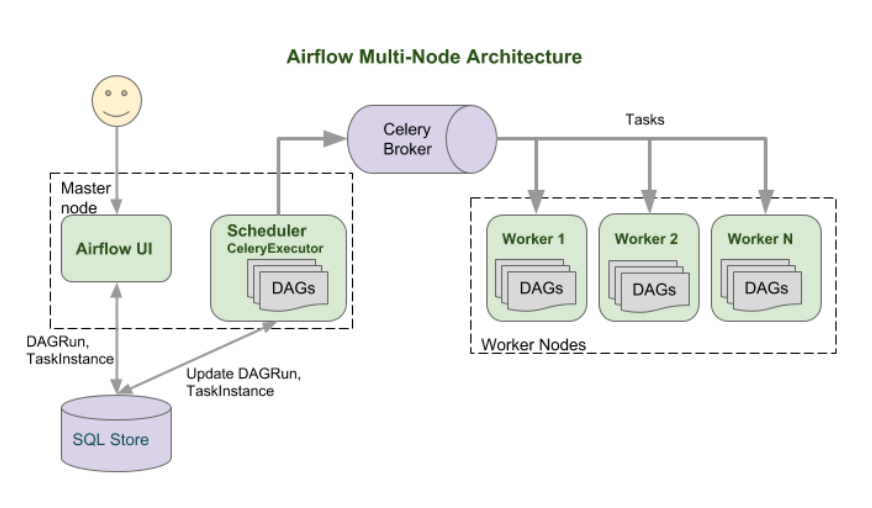 Airflow Multi-Node Architecture
Celery
Broker
Tasks
Master
node
Airflow UI
Scheduler
CeleryExecutor
DAGs
Worker 1
DAGs
Worker 2
DAGs
Worker N
DAGs
Worker Nodes
DAGRun,
TaskInstance
Update DAGRun,
TaskInstance
SQL Store